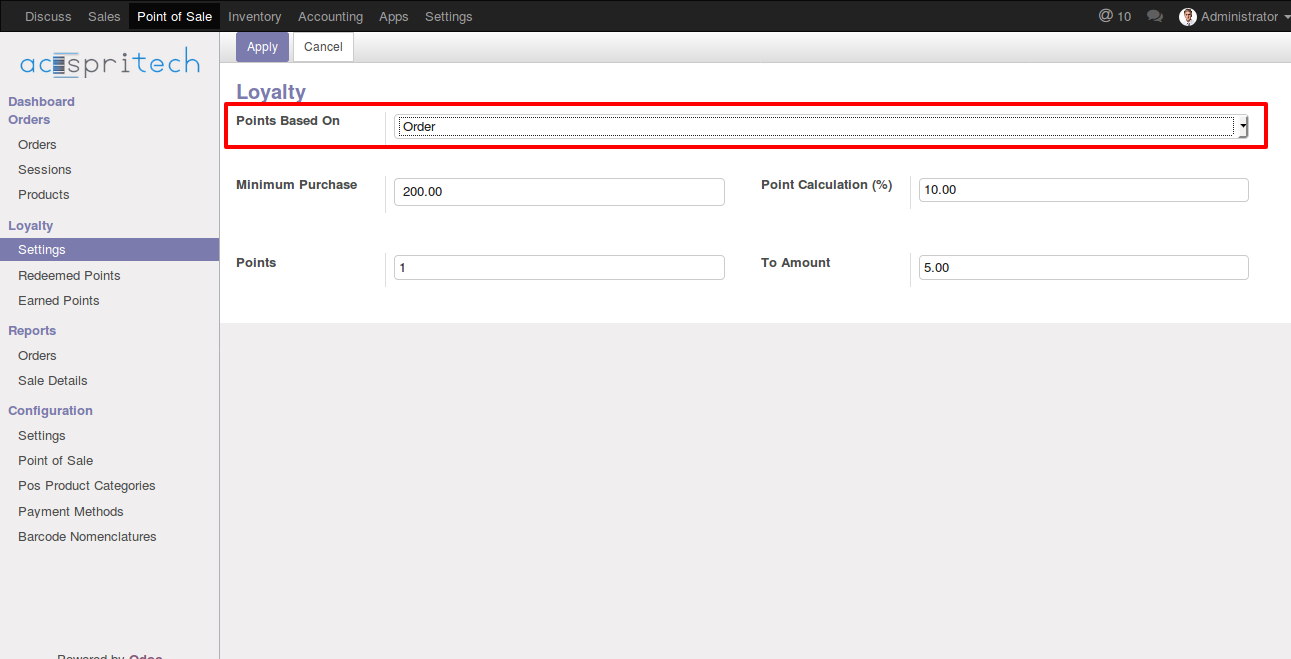 Discuss Sales Point of Sale Inventory Accounting Apps Settings @ 10 Administrator
acespritech
Apply Cancel
Dashboard
Orders
Orders
Sessions
Products
Loyalty
Settings
Redeemed Points
Earned Points
Reports
Orders
Sale Details
Configuration
Settings
Point of Sale
Pos Product Categories
Payment Methods
Barcode Nomenclatures
Powered by Odoo
Loyalty
Points Based On Order
Minimum Purchase 200.00 Point Calculation (%) 10.00
Points 1 To Amount 5.00